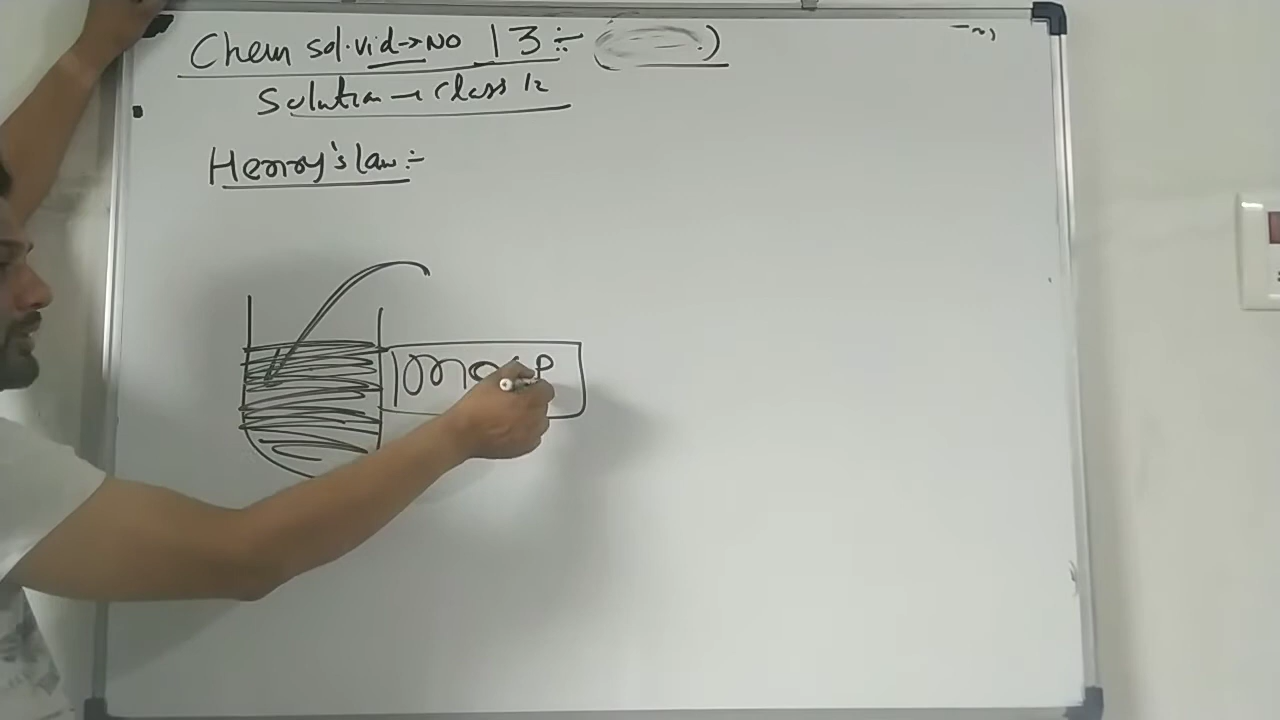 Chem sol.vid→NO 13 :-
Solution → Class 12
Henry's law :-
m α P